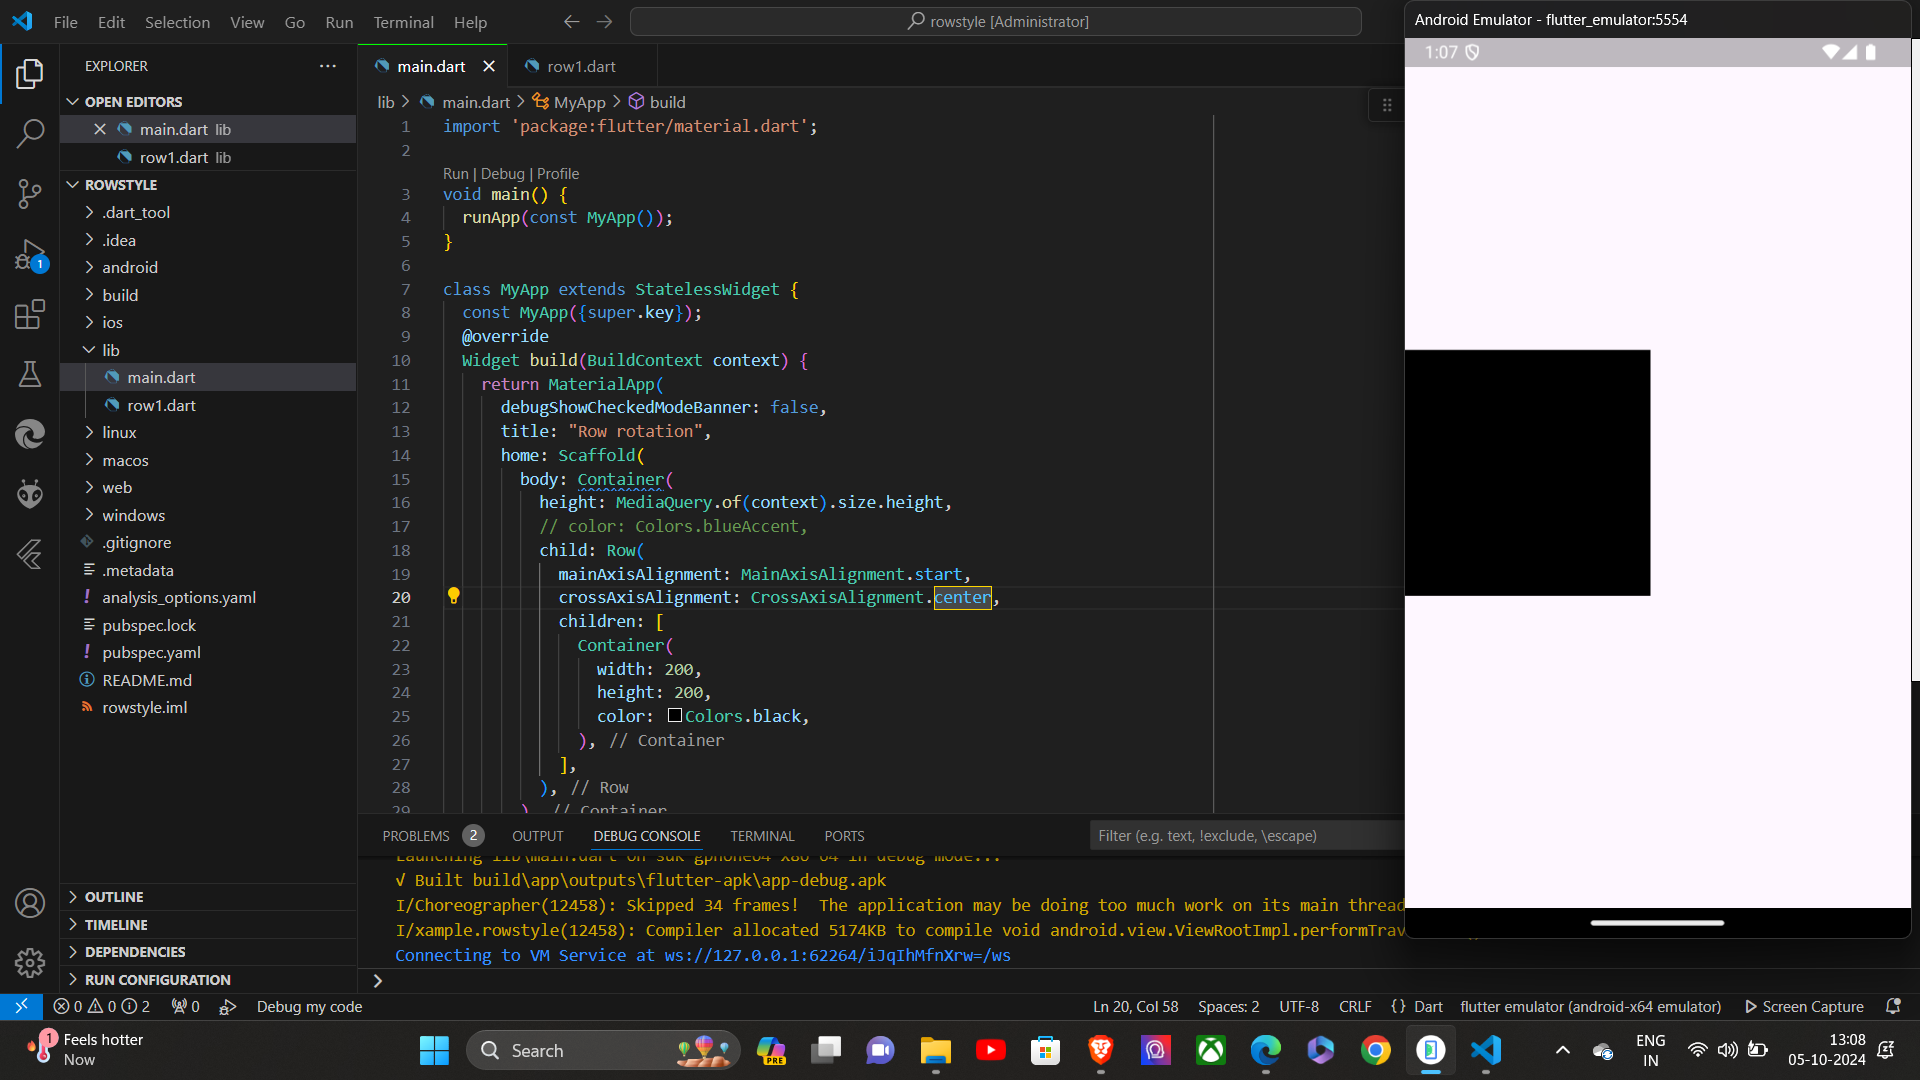 File Edit Selection View Go Run Terminal Help
rowstyle [Administrator]
EXPLORER
OPEN EDITORS
main.dart lib
row1.dart lib
ROWSTYLE
.dart_tool
.idea
android
build
ios
lib
main.dart
row1.dart
linux
macos
web
windows
.gitignore
.metadata
analysis_options.yaml
pubspec.lock
pubspec.yaml
README.md
rowstyle.iml
OUTLINE
TIMELINE
DEPENDENCIES
RUN CONFIGURATION
1
main.dart
row1.dart
lib > main.dart > MyApp > build
1 import 'package:flutter/material.dart';
2
Run | Debug | Profile
3 void main() {
4 runApp(const MyApp());
5 }
6
7 class MyApp extends StatelessWidget {
8 const MyApp({super.key});
9 @override
10 Widget build(BuildContext context) {
11 return MaterialApp(
12 debugShowCheckedModeBanner: false,
13 title: "Row rotation",
14 home: Scaffold(
15 body: Container(
16 height: MediaQuery.of(context).size.height,
17 // color: Colors.blueAccent,
18 child: Row(
19 mainAxisAlignment: MainAxisAlignment.start,
20 crossAxisAlignment: CrossAxisAlignment.center,
21 children: [
22 Container(
23 width: 200,
24 height: 200,
25 color: Colors.black,
26 ), // Container
27 ],
28 ), // Row
29 ), // Container
PROBLEMS 2 OUTPUT DEBUG CONSOLE TERMINAL PORTS
Filter (e.g. text, !exclude, \escape)
Launching lib\main.dart on sdk gphone64 x86 64 in debug mode...
√ Built build\app\outputs\flutter-apk\app-debug.apk
I/Choreographer(12458): Skipped 34 frames! The application may be doing too much work on its main thread
I/xample.rowstyle(12458): Compiler allocated 5174KB to compile void android.view.ViewRootImpl.performTrav
Connecting to VM Service at ws://127.0.0.1:62264/iJqIhMfnXrw=/ws
Android Emulator - flutter_emulator:5554
1:07
0 0 2 0 Debug my code
Ln 20, Col 58 Spaces: 2 UTF-8 CRLF {} Dart flutter emulator (android-x64 emulator) Screen Capture
1
Feels hotter
Now
Search
PRE
ENG
IN
13:08
05-10-2024